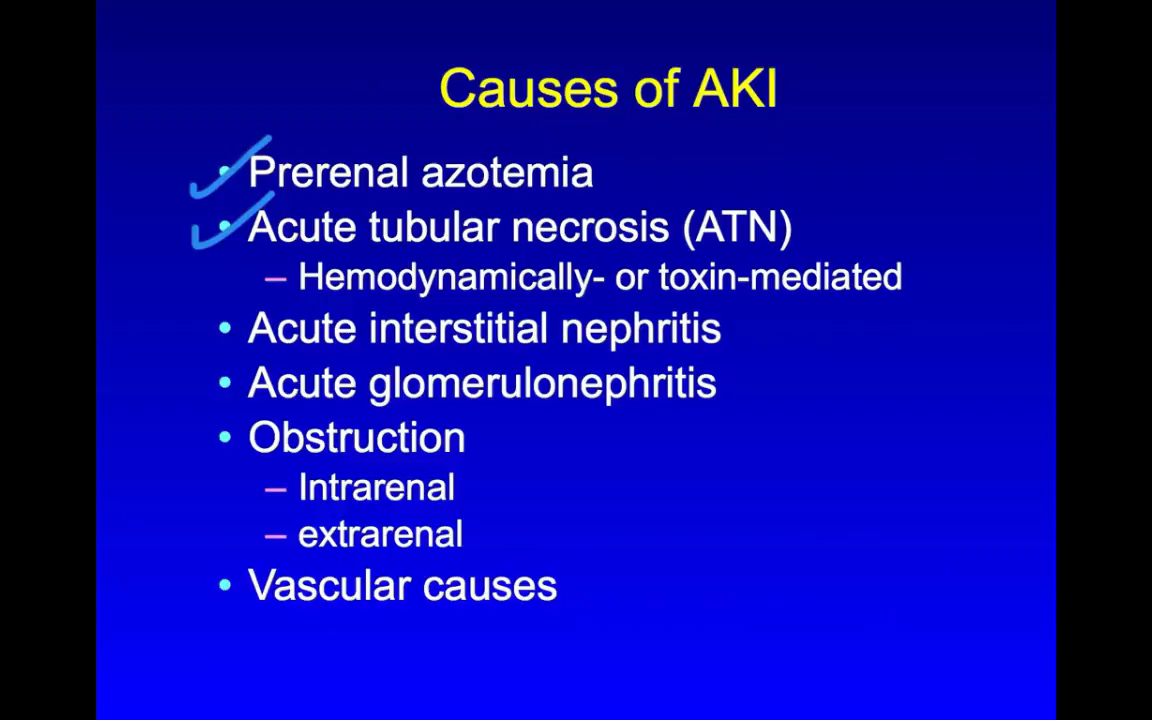 Causes of AKI
• Prerenal azotemia
• Acute tubular necrosis (ATN)
– Hemodynamically- or toxin-mediated
• Acute interstitial nephritis
• Acute glomerulonephritis
• Obstruction
– Intrarenal
– extrarenal
• Vascular causes